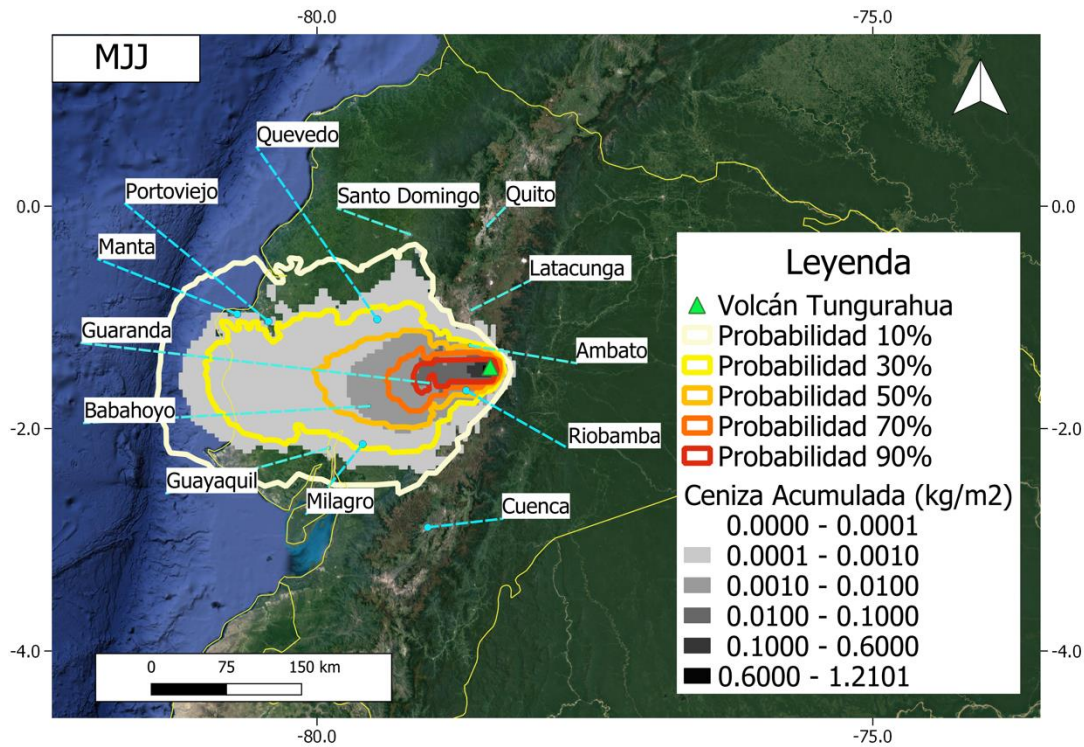 -80.0
-75.0
MJJ
Quevedo
Portoviejo
Santo Domingo
Quito
0.0
0.0
Manta
Latacunga
Guaranda
Ambato
Babahoyo
Riobamba
-2.0
-2.0
Guayaquil
Milagro
Cuenca
-4.0
-4.0
0 75 150 km
-80.0
-75.0
Leyenda
Volcán Tungurahua
Probabilidad 10%
Probabilidad 30%
Probabilidad 50%
Probabilidad 70%
Probabilidad 90%
Ceniza Acumulada (kg/m2)
0.0000 - 0.0001
0.0001 - 0.0010
0.0010 - 0.0100
0.0100 - 0.1000
0.1000 - 0.6000
0.6000 - 1.2101